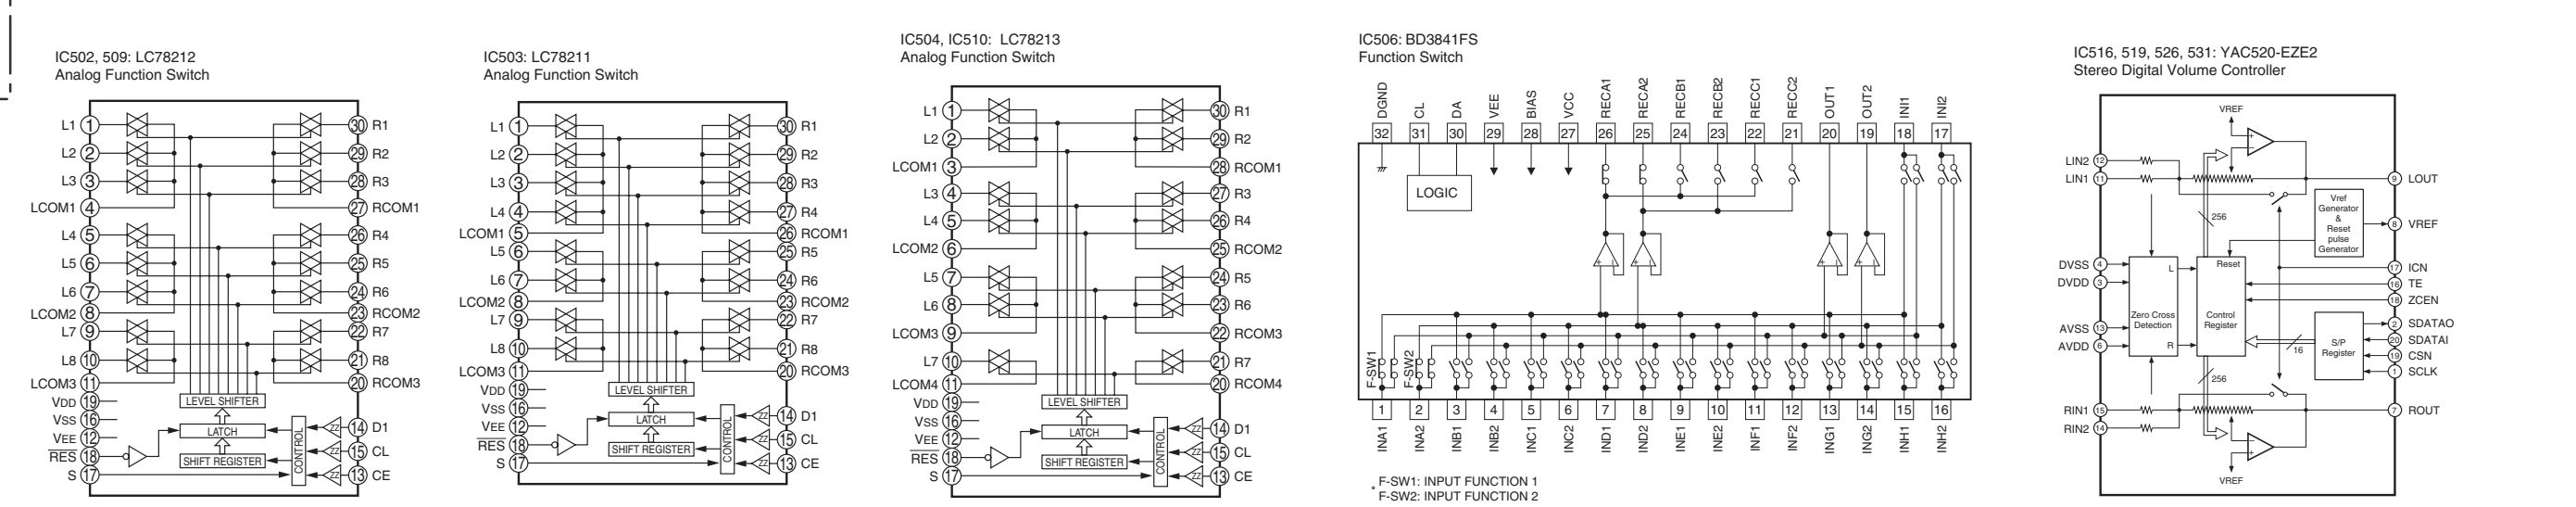 IC502, 509: LC78212
Analog Function Switch
L1 1 30 R1
L2 2 29 R2
L3 3 28 R3
LCOM1 4 27 RCOM1
L4 5 26 R4
L5 6 25 R5
L6 7 24 R6
LCOM2 8 23 RCOM2
L7 9 22 R7
L8 10 21 R8
LCOM3 11 20 RCOM3
VDD 19
LEVEL SHIFTER
VSS 16
LATCH
CONTROL
14 D1
VEE 12
15 CL
RES 18
SHIFT REGISTER
S 17
13 CE
IC503: LC78211
Analog Function Switch
L1 1 30 R1
L2 2 29 R2
L3 3 28 R3
L4 4 27 R4
LCOM1 5 26 RCOM1
L5 6 25 R5
L6 7 24 R6
LCOM2 8 23 RCOM2
L7 9 22 R7
L8 10 21 R8
LCOM3 11 20 RCOM3
VDD 19
LEVEL SHIFTER
VSS 16
LATCH
CONTROL
14 D1
VEE 12
15 CL
RES 18
SHIFT REGISTER
S 17
13 CE
IC504, IC510: LC78213
Analog Function Switch
L1 1 30 R1
L2 2 29 R2
LCOM1 3 28 RCOM1
L3 4 27 R3
L4 5 26 R4
LCOM2 6 25 RCOM2
L5 7 24 R5
L6 8 23 R6
LCOM3 9 22 RCOM3
L7 10 21 R7
LCOM4 11 20 RCOM4
VDD 19
LEVEL SHIFTER
VSS 16
LATCH
CONTROL
14 D1
VEE 12
15 CL
RES 18
SHIFT REGISTER
S 17
13 CE
IC506: BD3841FS
Function Switch
DGND CL DA VEE BIAS VCC RECA1 RECA2 RECB1 RECB2 RECC1 RECC2 OUT1 OUT2 INI1 INI2
32 31 30 29 28 27 26 25 24 23 22 21 20 19 18 17
LOGIC
F-SW1 F-SW2
1 2 3 4 5 6 7 8 9 10 11 12 13 14 15 16
INA1 INA2 INB1 INB2 INC1 INC2 IND1 IND2 INE1 INE2 INF1 INF2 ING1 ING2 INH1 INH2
* F-SW1: INPUT FUNCTION 1
F-SW2: INPUT FUNCTION 2
IC516, 519, 526, 531: YAC520-EZE2
Stereo Digital Volume Controller
VREF
LIN2 12
LIN1 11
9 LOUT
256
Vref
Generator
&
Reset
pulse
Generator
8 VREF
DVSS 4
L
Reset
17 ICN
DVDD 3
16 TE
18 ZCEN
Zero Cross
Detection
Control
Register
2 SDATAO
AVSS 13
20 SDATAI
AVDD 6
R
16
S/P
Register
19 CSN
1 SCLK
256
RIN1 15
7 ROUT
RIN2 14
VREF